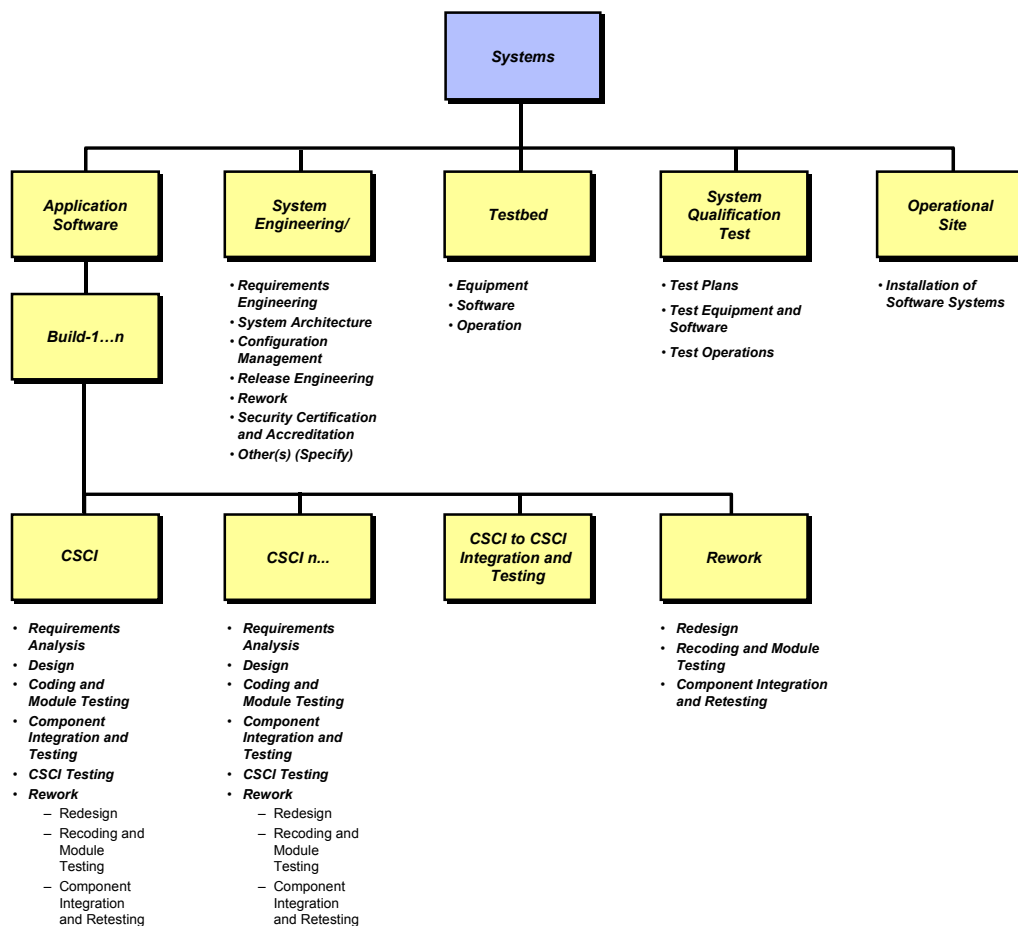 Systems
Application
Software
System
Engineering/
Testbed
System
Qualification
Test
Operational
Site
Build-1…n
• Requirements
Engineering
• System Architecture
• Configuration
Management
• Release Engineering
• Rework
• Security Certification
and Accreditation
• Other(s) (Specify)
• Equipment
• Software
• Operation
• Test Plans
• Test Equipment and
Software
• Test Operations
• Installation of
Software Systems
CSCI
CSCI n...
CSCI to CSCI
Integration and
Testing
Rework
• Requirements
Analysis
• Design
• Coding and
Module Testing
• Component
Integration and
Testing
• CSCI Testing
• Rework
– Redesign
– Recoding and
Module
Testing
– Component
Integration
and Retesting
• Requirements
Analysis
• Design
• Coding and
Module Testing
• Component
Integration and
Testing
• CSCI Testing
• Rework
– Redesign
– Recoding and
Module
Testing
– Component
Integration
and Retesting
• Redesign
• Recoding and Module
Testing
• Component Integration
and Retesting